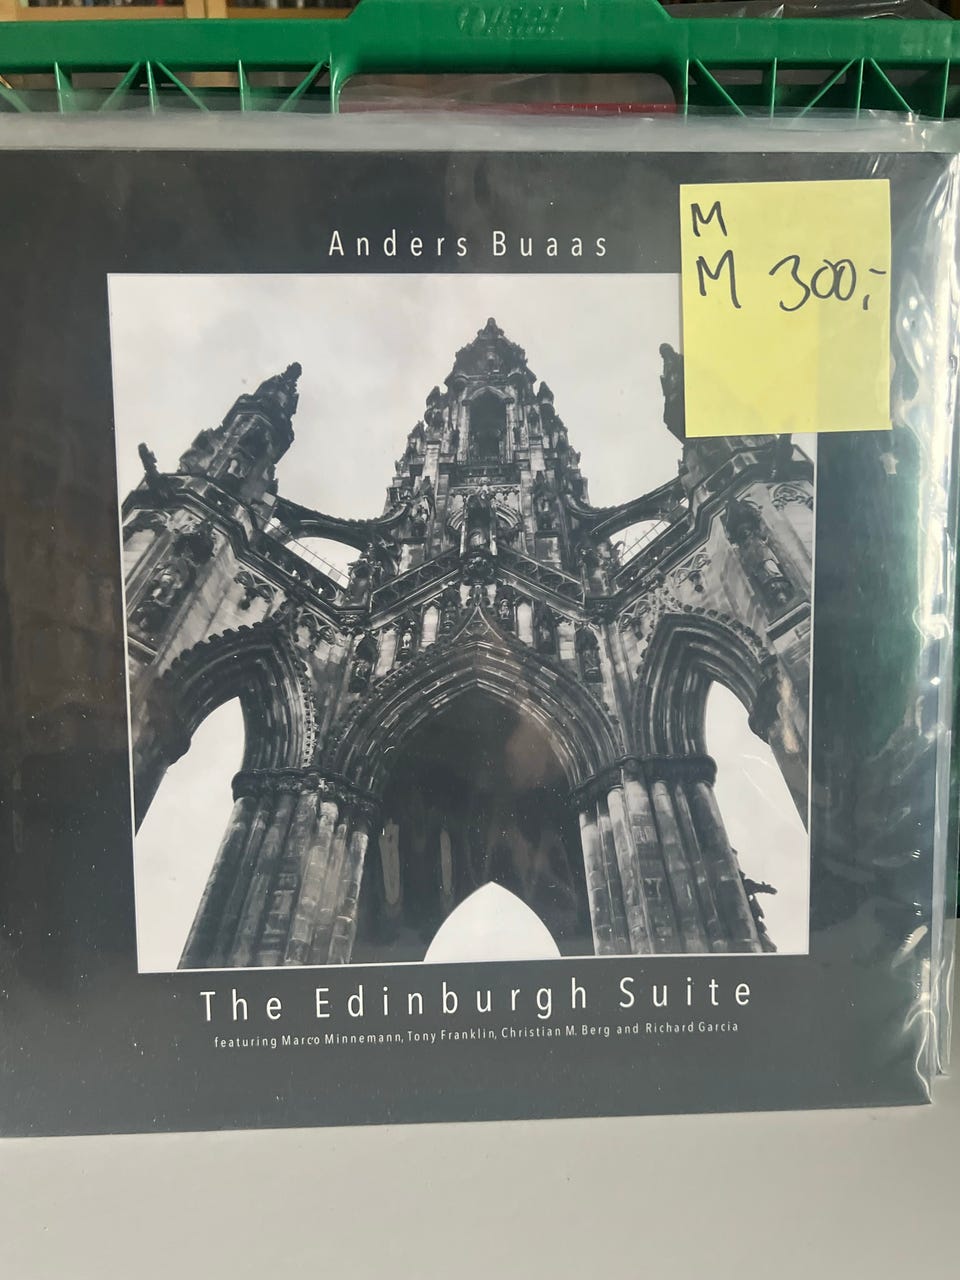 Anders Buaas
M
M 300,-
The Edinburgh Suite
featuring Marco Minnemann, Tony Franklin, Christian M. Berg and Richard Garcia